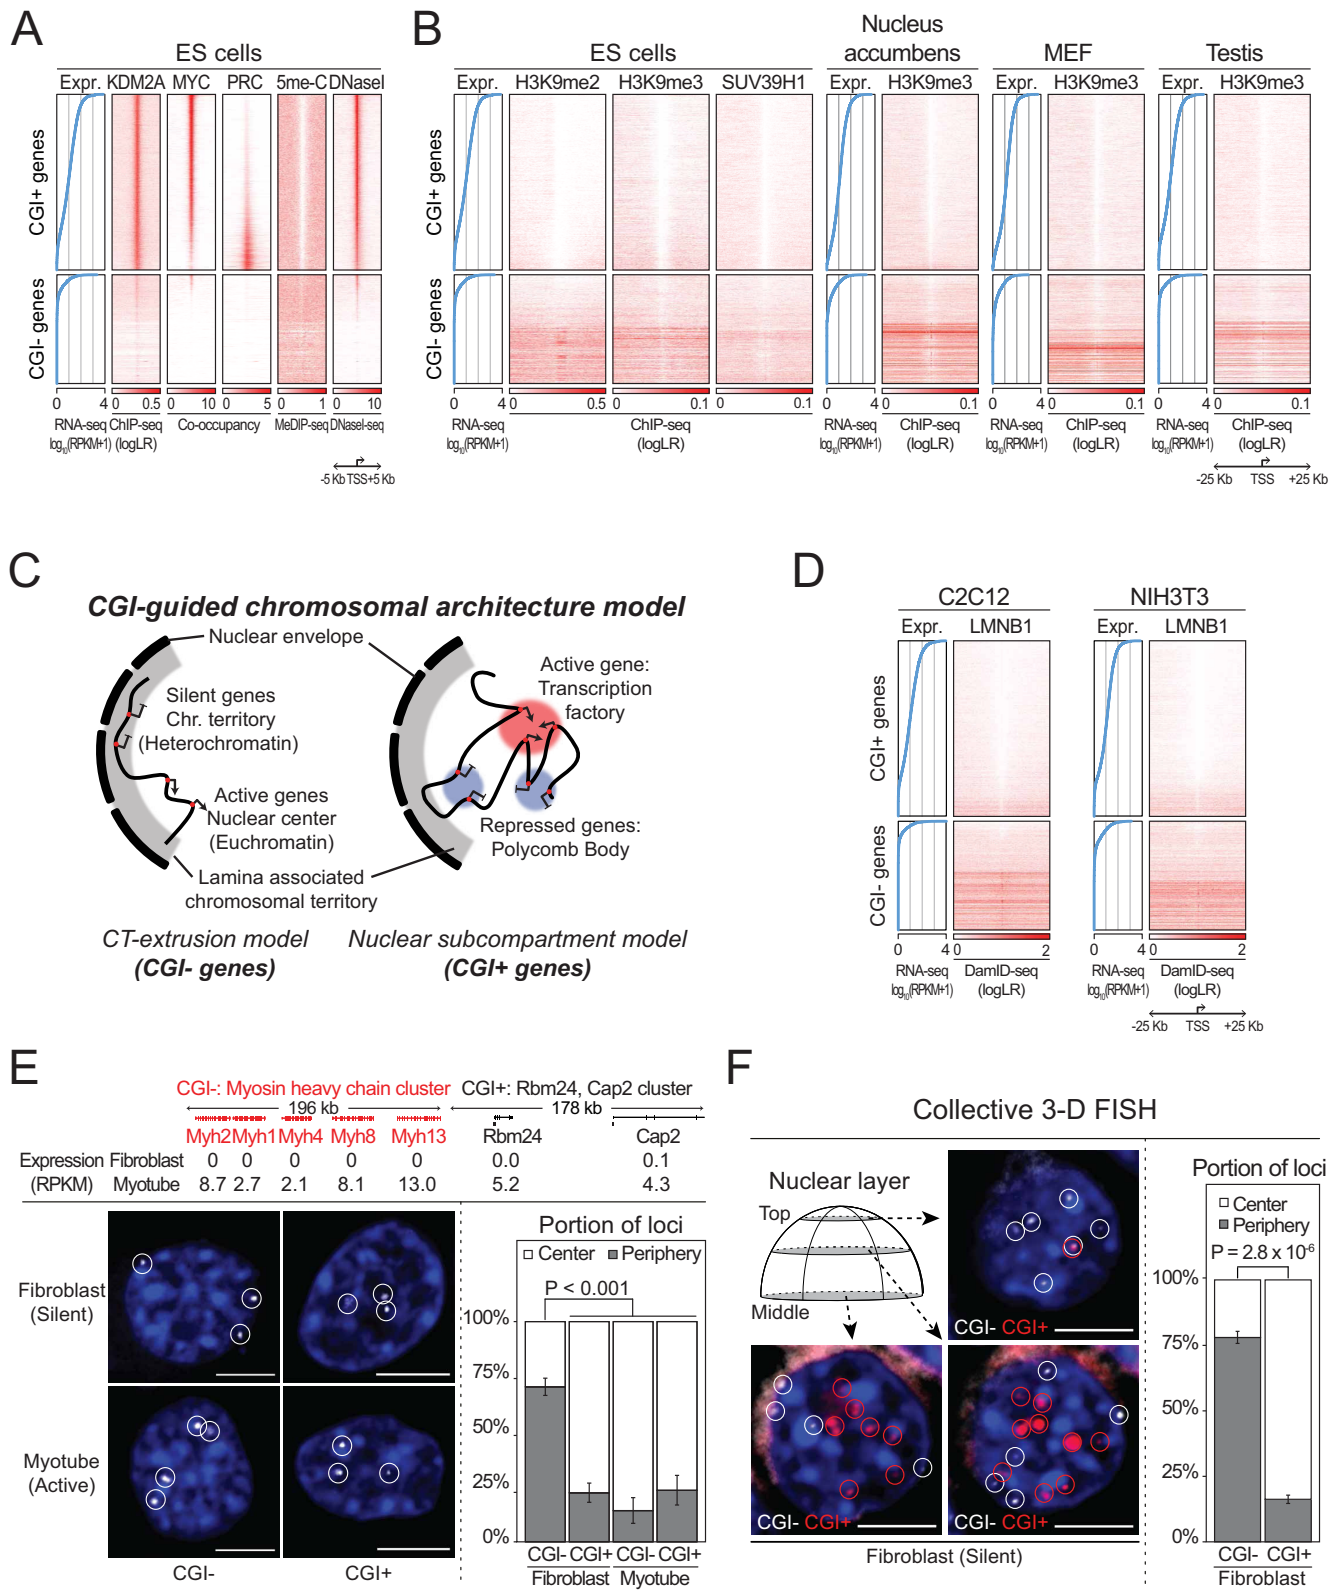 A
ES cells
Expr. KDM2A MYC PRC 5me-C DNaseI
CGI+ genes
CGI- genes
0 4 0 0.5 0 10 0 5 0 1 0 10
RNA-seq ChIP-seq Co-occupancy MeDIP-seq DNaseI-seq
log10(RPKM+1) (logLR)
-5 Kb TSS +5 Kb
B
ES cells
Nucleus accumbens
MEF
Testis
Expr. H3K9me2 H3K9me3 SUV39H1 Expr. H3K9me3 Expr. H3K9me3 Expr. H3K9me3
CGI+ genes
CGI- genes
0 4 0 0.5 0 0.1 0 0.1 0 4 0 0.1 0 4 0 0.1
RNA-seq ChIP-seq RNA-seq ChIP-seq RNA-seq ChIP-seq RNA-seq ChIP-seq
log10(RPKM+1) (logLR) log10(RPKM+1) (logLR) log10(RPKM+1) (logLR) log10(RPKM+1) (logLR)
-25 Kb TSS +25 Kb
C
CGI-guided chromosomal architecture model
Nuclear envelope
Silent genes
Chr. territory
(Heterochromatin)
Active genes
Nuclear center
(Euchromatin)
Active gene:
Transcription
factory
Repressed genes:
Polycomb Body
Lamina associated
chromosomal territory
CT-extrusion model
(CGI- genes)
Nuclear subcompartment model
(CGI+ genes)
D
C2C12 NIH3T3
Expr. LMNB1 Expr. LMNB1
CGI+ genes
CGI- genes
0 4 0 2 0 4 0 2
RNA-seq DamID-seq RNA-seq DamID-seq
log10(RPKM+1) (logLR) log10(RPKM+1) (logLR)
-25 Kb TSS +25 Kb
E
CGI-: Myosin heavy chain cluster CGI+: Rbm24, Cap2 cluster
196 kb 178 kb
Myh2 Myh1 Myh4 Myh8 Myh13 Rbm24 Cap2
Expression Fibroblast 0 0 0 0 0 0.0 0.1
(RPKM) Myotube 8.7 2.7 2.1 8.1 13.0 5.2 4.3
Fibroblast
(Silent)
Myotube
(Active)
CGI- CGI+
Portion of loci
Center Periphery
P < 0.001
100%
75%
50%
25%
0%
CGI- CGI+ CGI- CGI+
Fibroblast Myotube
F
Collective 3-D FISH
Nuclear layer
Top
Middle
CGI- CGI+
CGI- CGI+
CGI- CGI+
Fibroblast (Silent)
Portion of loci
Center
Periphery
P = 2.8 x 10-6
100%
75%
50%
25%
0%
CGI- CGI+
Fibroblast